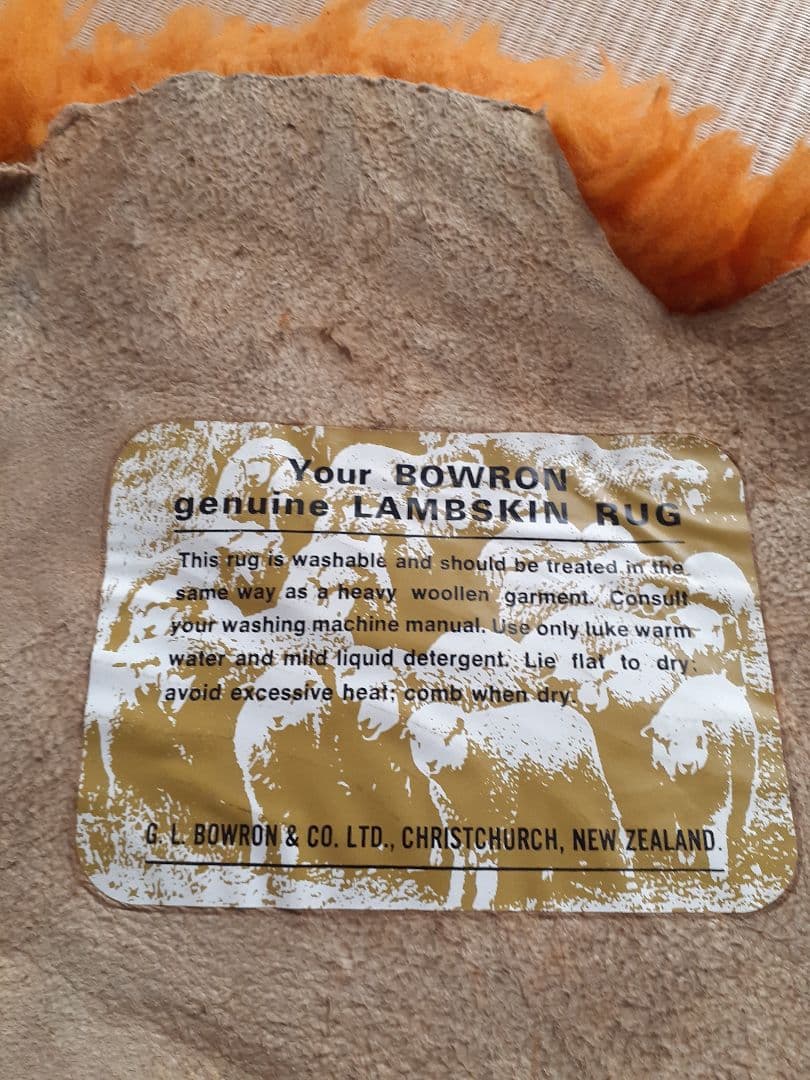 Your BOWRON
genuine LAMBSKIN RUG
This rug is washable and should be treated in the
same way as a heavy woollen garment. Consult
your washing machine manual. Use only luke warm
water and mild liquid detergent. Lie flat to dry:
avoid excessive heat; comb when dry.
G. L. BOWRON & CO. LTD., CHRISTCHURCH, NEW ZEALAND.